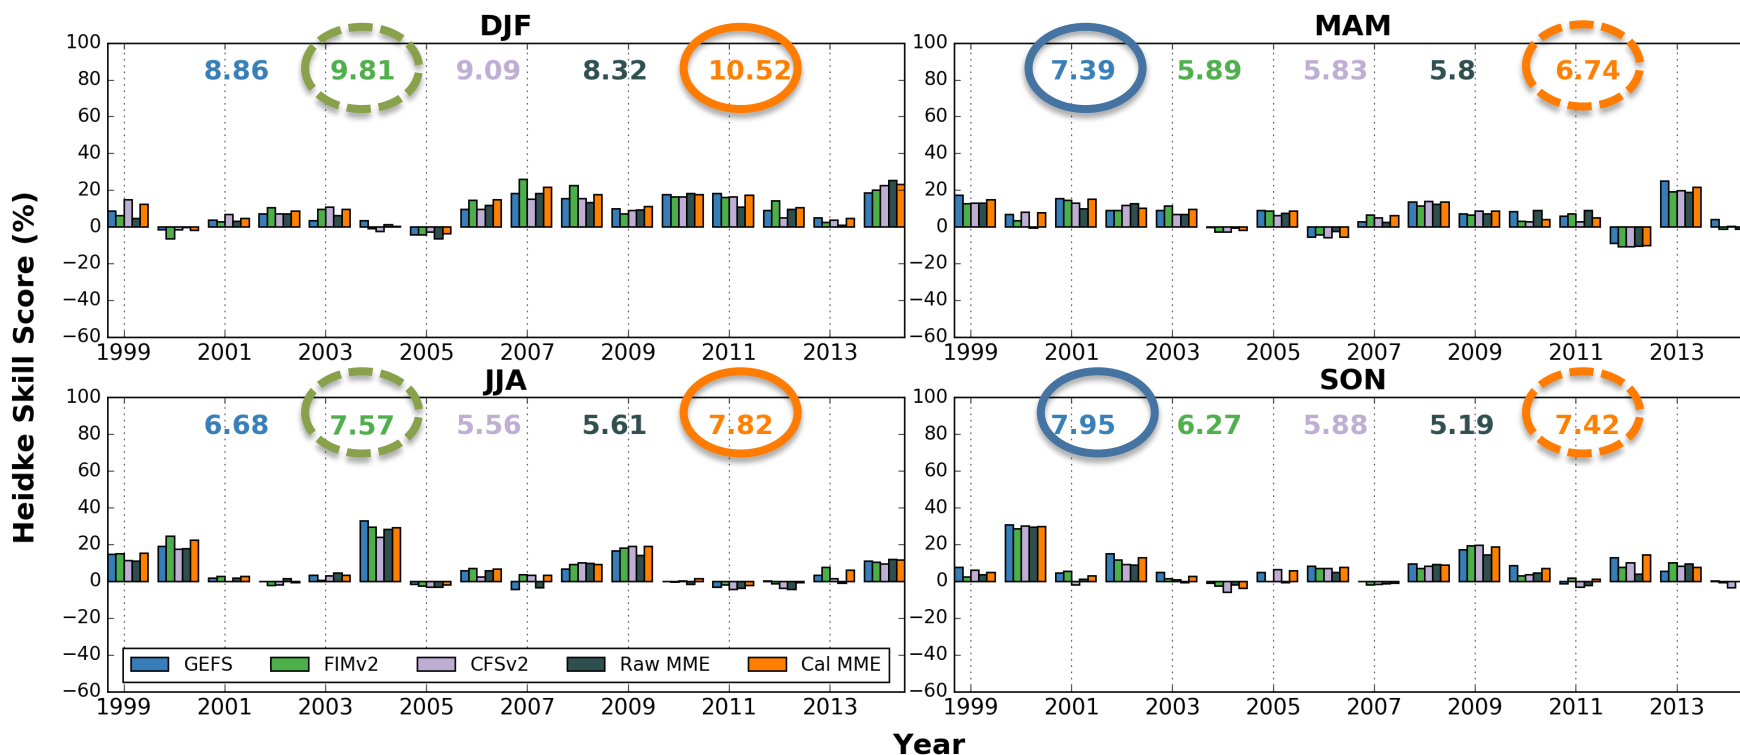 DJF
MAM
100
80
60
40
20
0
−20
−40
−60
8.86 9.81 9.09 8.32 10.52
1999 2001 2003 2005 2007 2009 2011 2013
100
80
60
40
20
0
−20
−40
−60
7.39 5.89 5.83 5.8 6.74
1999 2001 2003 2005 2007 2009 2011 2013
Heidke Skill Score (%)
JJA
SON
100
80
60
40
20
0
−20
−40
−60
6.68 7.57 5.56 5.61 7.82
GEFS FIMv2 CFSv2 Raw MME Cal MME
1999 2001 2003 2005 2007 2009 2011 2013
100
80
60
40
20
0
−20
−40
−60
7.95 6.27 5.88 5.19 7.42
1999 2001 2003 2005 2007 2009 2011 2013
Year